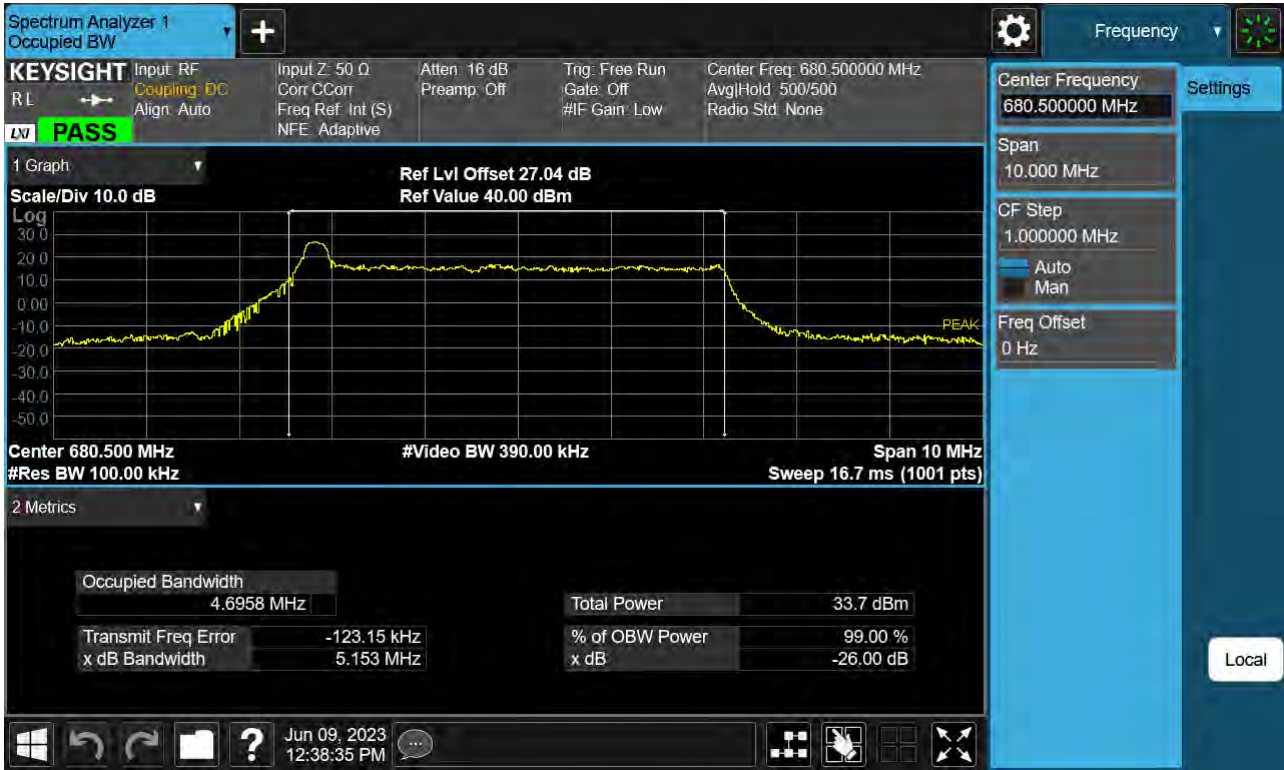 Spectrum Analyzer 1
Occupied BW
+
Frequency
KEYSIGHT
RL
LXI
PASS
Input: RF
Coupling: DC
Align: Auto
Input Z: 50 Ω
Corr CCorr
Freq Ref: Int (S)
NFE: Adaptive
Atten: 16 dB
Preamp: Off
Trig: Free Run
Gate: Off
#IF Gain: Low
Center Freq: 680.500000 MHz
Avg|Hold: 500/500
Radio Std: None
Center Frequency
680.500000 MHz
Settings
Span
10.000 MHz
CF Step
1.000000 MHz
Auto
Man
Freq Offset
0 Hz
Local
1 Graph
Scale/Div 10.0 dB
Ref Lvl Offset 27.04 dB
Ref Value 40.00 dBm
Log
30.0
20.0
10.0
0.00
-10.0
-20.0
-30.0
-40.0
-50.0
PEAK
Center 680.500 MHz
#Video BW 390.00 kHz
Span 10 MHz
#Res BW 100.00 kHz
Sweep 16.7 ms (1001 pts)
2 Metrics
Occupied Bandwidth
4.6958 MHz
Total Power 33.7 dBm
Transmit Freq Error -123.15 kHz
% of OBW Power 99.00 %
x dB Bandwidth 5.153 MHz
x dB -26.00 dB
?
Jun 09, 2023
12:38:35 PM